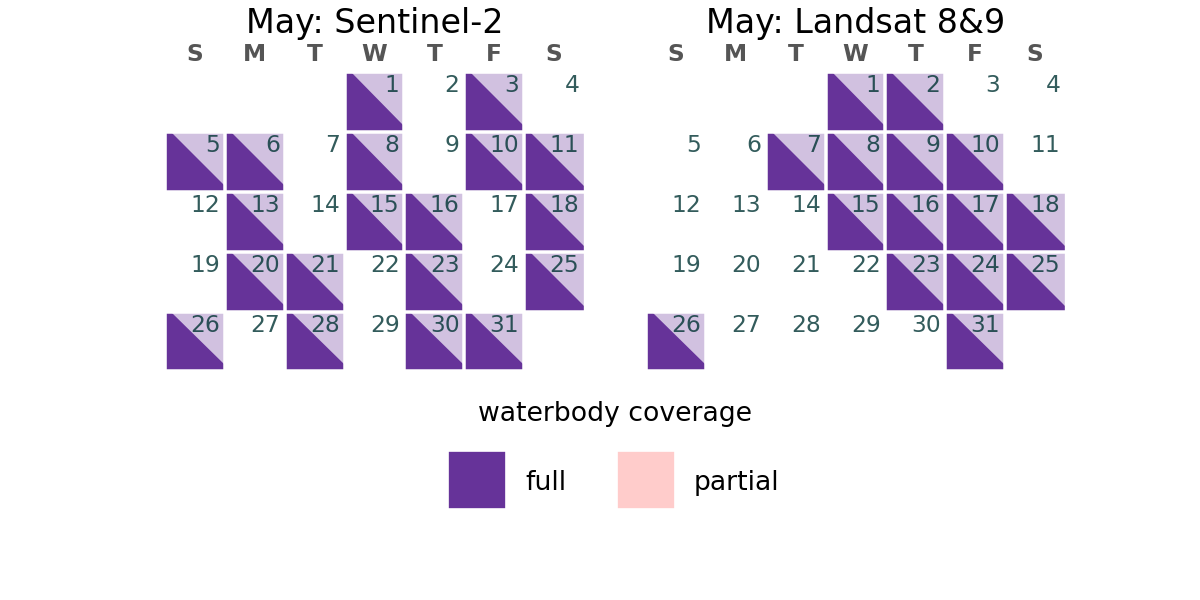 May: Sentinel-2
S M T W T F S
1 2 3 4
5 6 7 8 9 10 11
12 13 14 15 16 17 18
19 20 21 22 23 24 25
26 27 28 29 30 31
May: Landsat 8&9
S M T W T F S
1 2 3 4
5 6 7 8 9 10 11
12 13 14 15 16 17 18
19 20 21 22 23 24 25
26 27 28 29 30 31
waterbody coverage
full partial